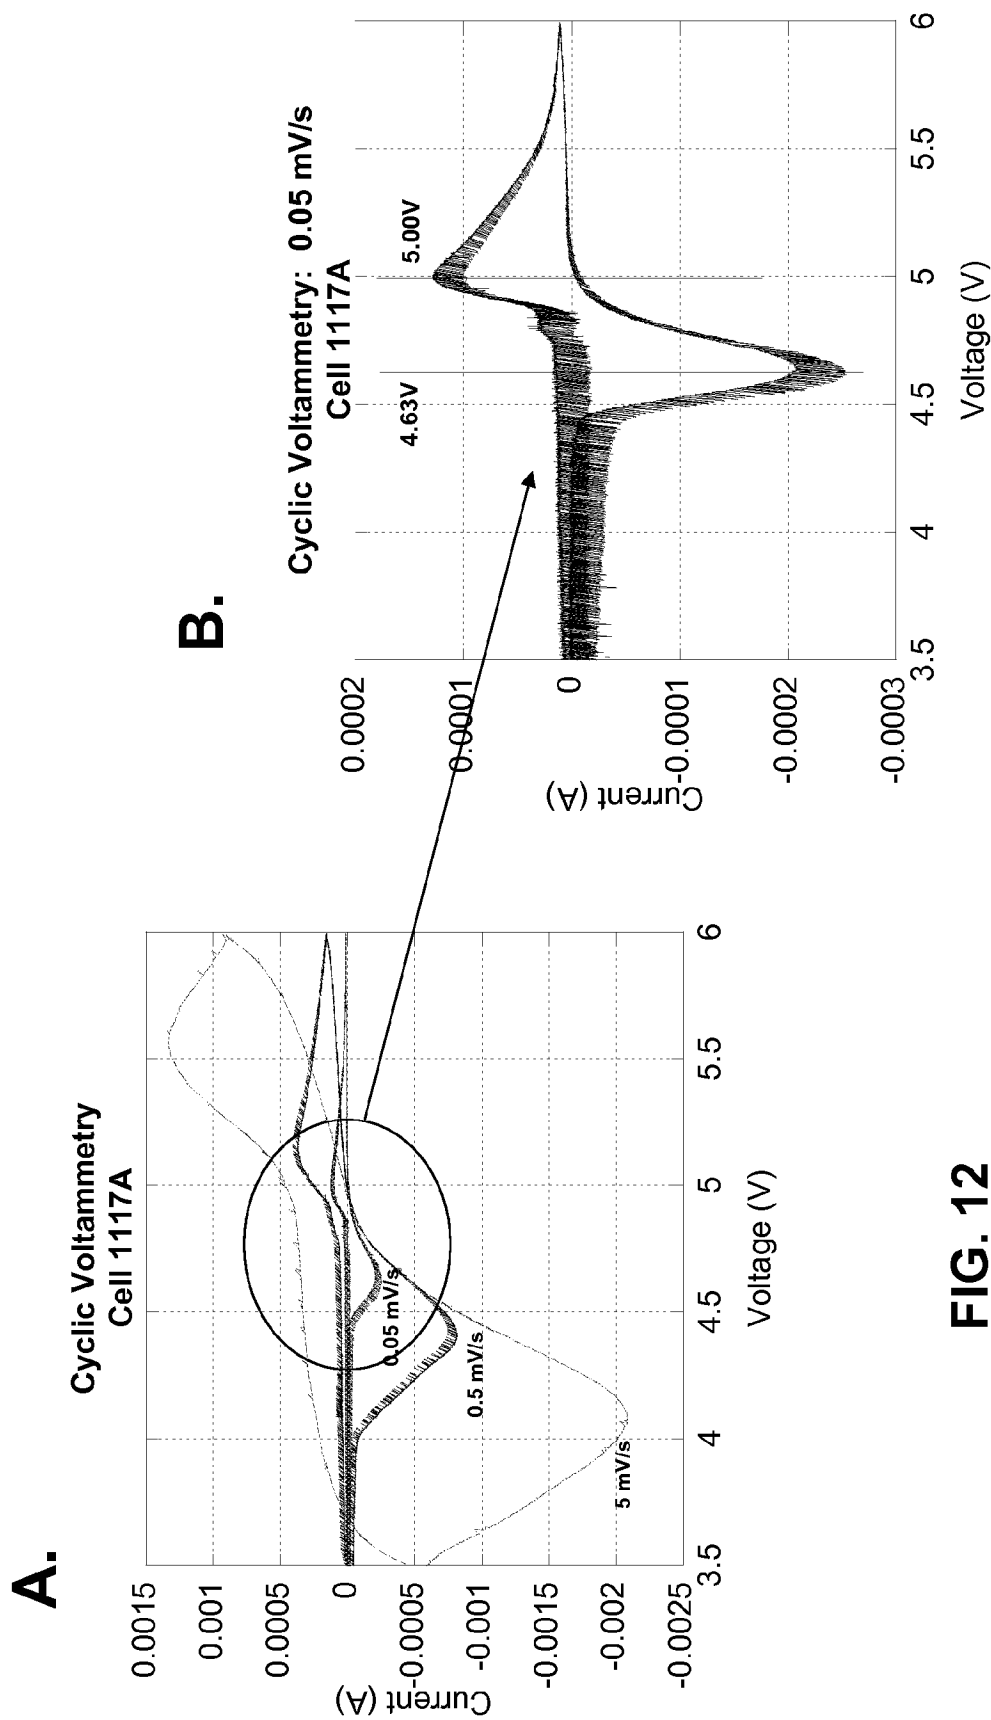 A.
Cyclic Voltammetry
Cell 1117A
0.0015
0.001
0.0005
0
-0.0005
-0.001
-0.0015
-0.002
-0.0025
Current (A)
0.05 mV/s
0.5 mV/s
5 mV/s
3.5
4
4.5
5
5.5
6
Voltage (V)
B.
Cyclic Voltammetry: 0.05 mV/s
Cell 1117A
0.0002
0.0001
0
-0.0001
-0.0002
-0.0003
Current (A)
4.63V
5.00V
3.5
4
4.5
5
5.5
6
Voltage (V)
FIG. 12